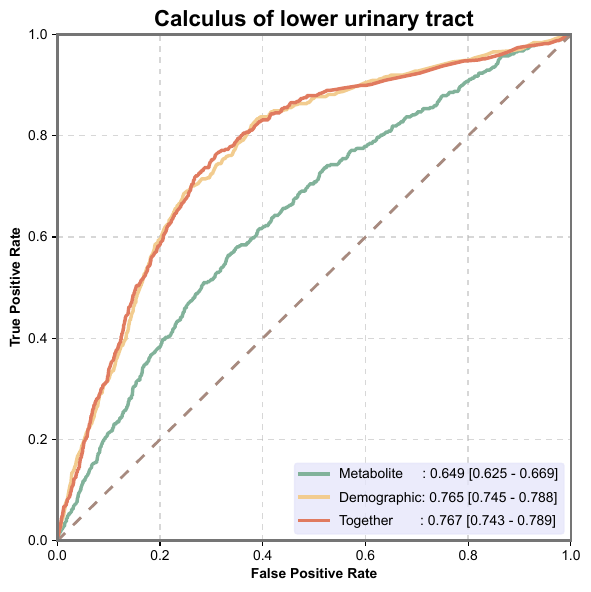 Calculus of lower urinary tract
1.0
0.8
0.6
0.4
0.2
0.0
True Positive Rate
Metabolite : 0.649 [0.625 - 0.669]
Demographic: 0.765 [0.745 - 0.788]
Together : 0.767 [0.743 - 0.789]
0.0 0.2 0.4 0.6 0.8 1.0
False Positive Rate